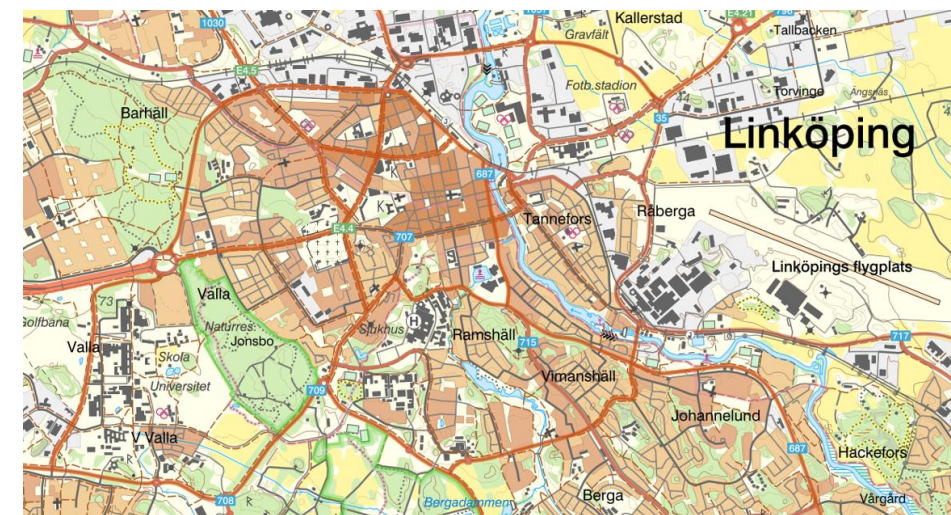 1030
E4.21
Kallerstad
Gravfält
Tallbacken
E4.5
Fotb.stadion
Torvinge
Ängsnäs
Barhäll
35
Linköping
687
K
Tannefors
Råberga
E4.4
707
Linköpings flygplats
Valla
73
Golfbana
Naturres.
Jonsbo
Sjukhus
H
Ramshäll
715
717
Valla
Skola
Universitet
Vimanshäll
709
Johannelund
V Valla
687
Hackefors
708
Bergadammen
Berga
Vårgård